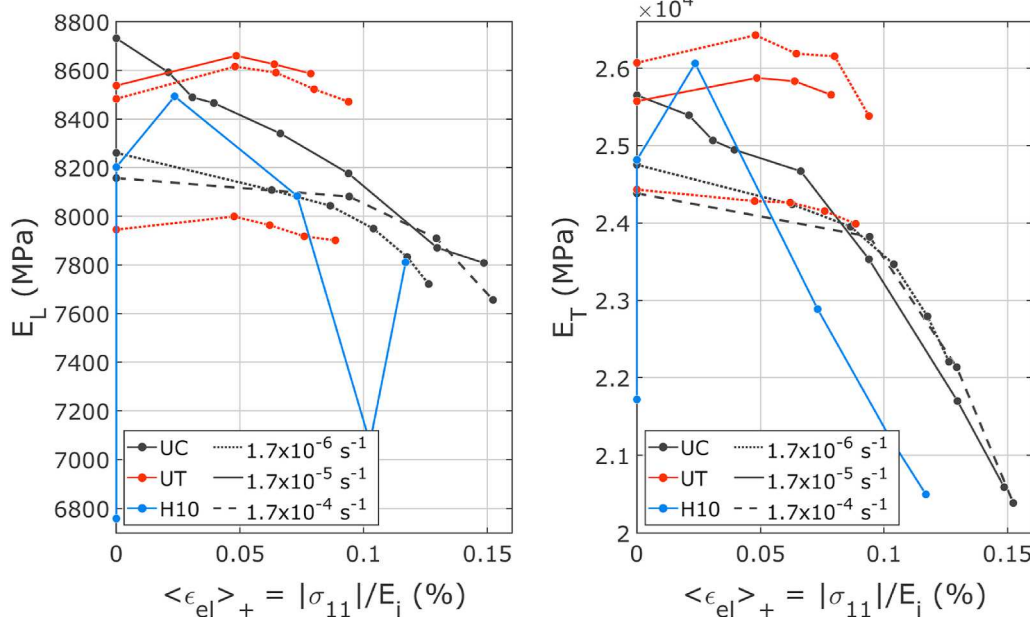 8800
8600
8400
8200
8000
7800
7600
7400
7200
7000
6800
E_L (MPa)
0 0.05 0.1 0.15
<ϵ_el>_+ = |σ_11|/E_i (%)
UC 1.7x10^-6 s^-1
UT 1.7x10^-5 s^-1
H10 1.7x10^-4 s^-1
×10^4
2.6
2.5
2.4
2.3
2.2
2.1
2
E_T (MPa)
0 0.05 0.1 0.15
<ϵ_el>_+ = |σ_11|/E_i (%)
UC 1.7x10^-6 s^-1
UT 1.7x10^-5 s^-1
H10 1.7x10^-4 s^-1